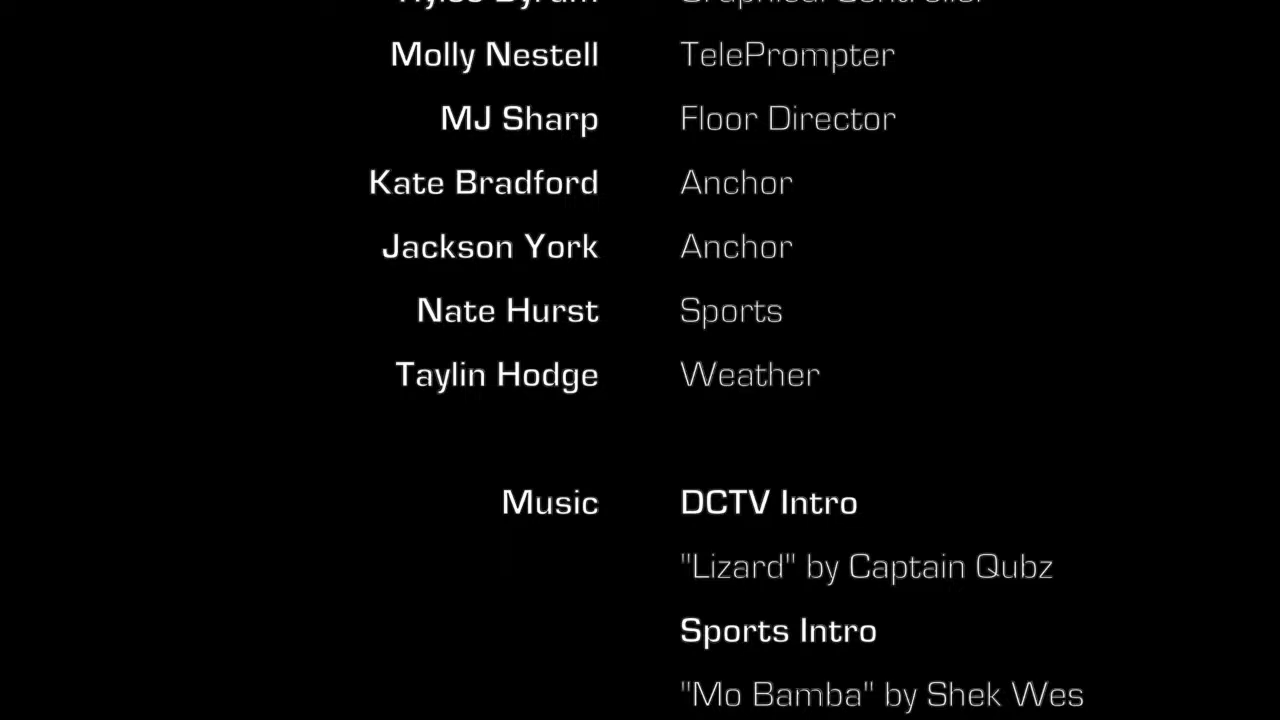 Molly Nestell TelePrompter
MJ Sharp Floor Director
Kate Bradford Anchor
Jackson York Anchor
Nate Hurst Sports
Taylin Hodge Weather
Music DCTV Intro
"Lizard" by Captain Qubz
Sports Intro
"Mo Bamba" by Shek Wes